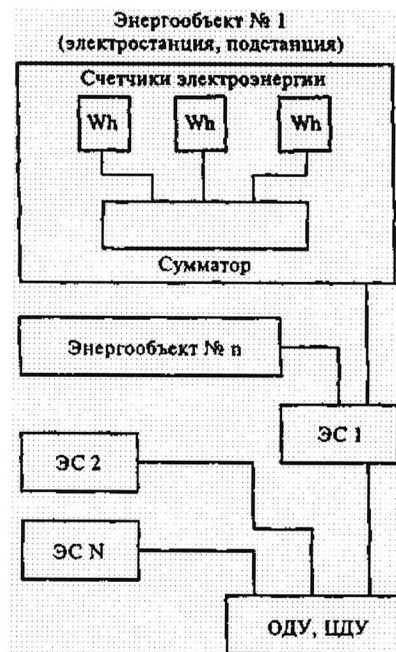 Энергообъект № 1
(электростанция, подстанция)
Счетчики электроэнергии
Wh Wh Wh
Сумматор
Энергообъект № n
ЭС 1
ЭС 2
ЭС N
ОДУ, ЦДУ